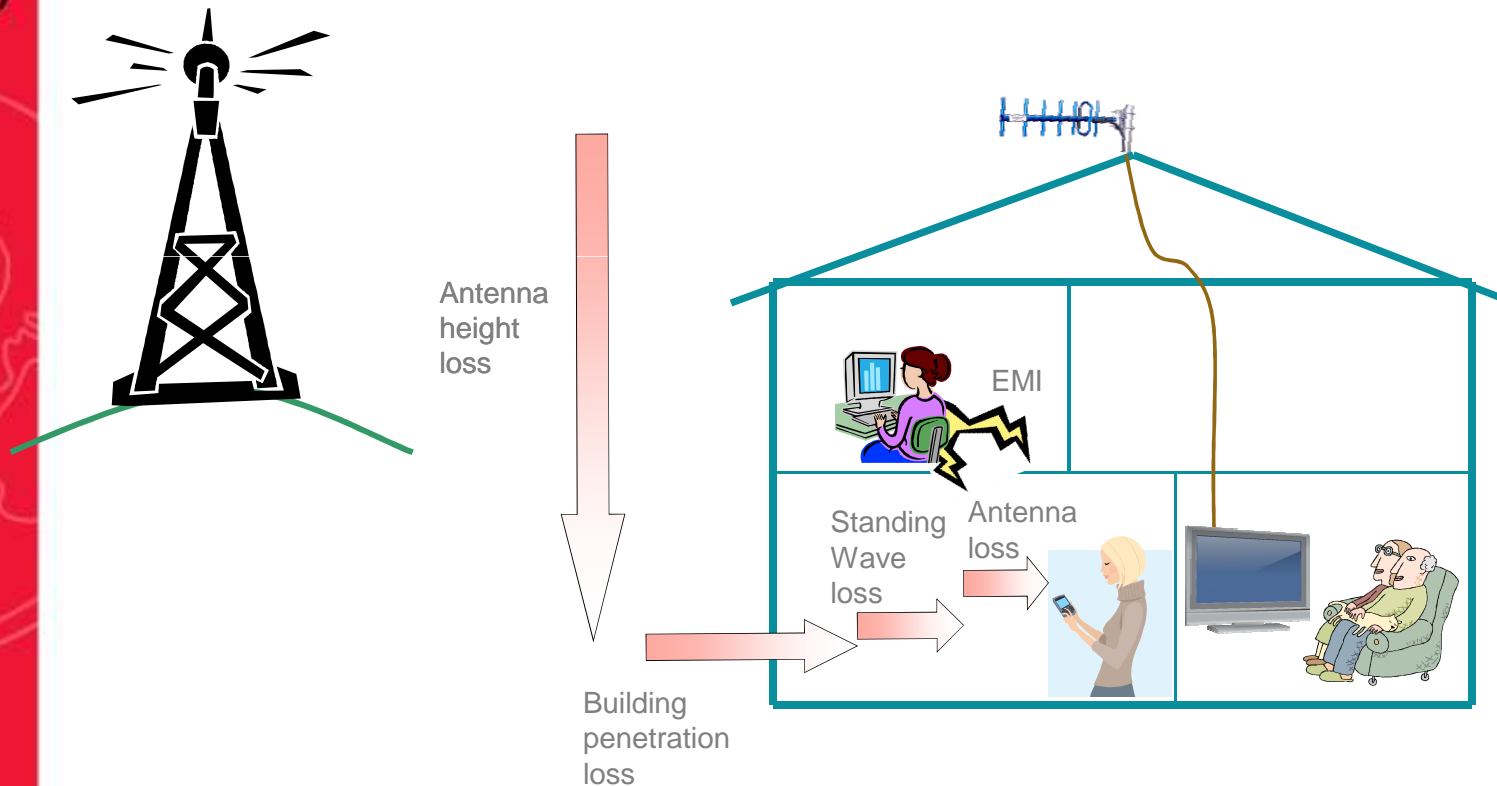 Antenna
height
loss
EMI
Standing
Wave
loss
Antenna
loss
Building
penetration
loss